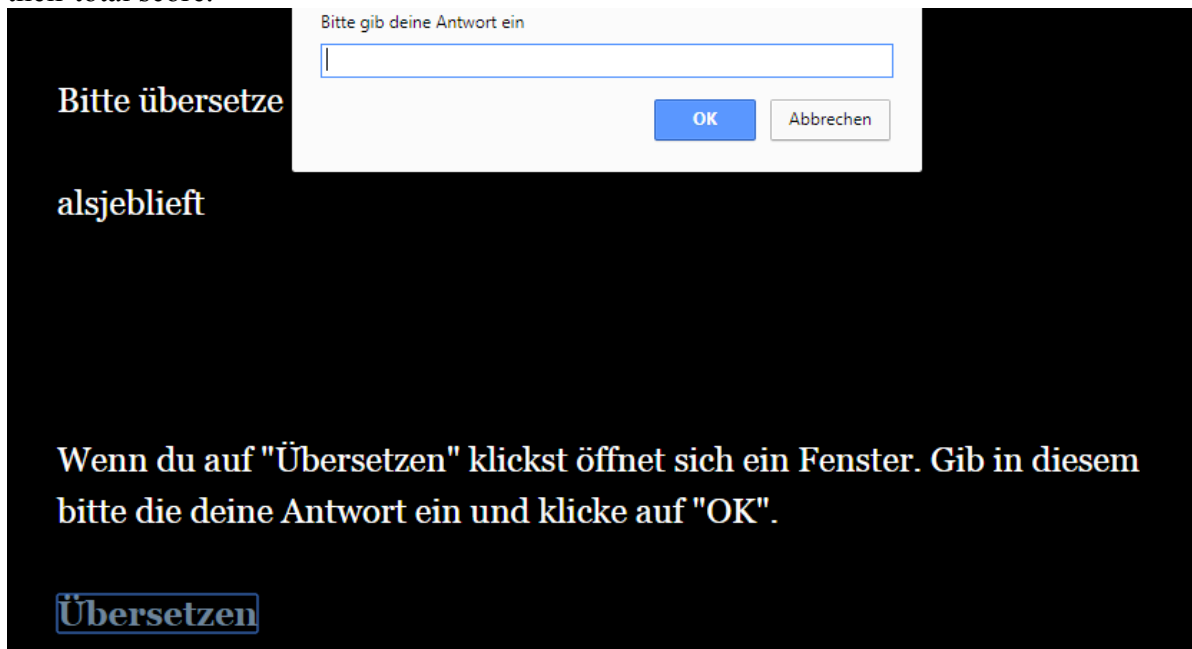 Bitte gib deine Antwort ein
Bitte übersetze
OK Abbrechen
alsjeblieft
Wenn du auf "Übersetzen" klickst öffnet sich ein Fenster. Gib in diesem
bitte die deine Antwort ein und klicke auf "OK".
Übersetzen